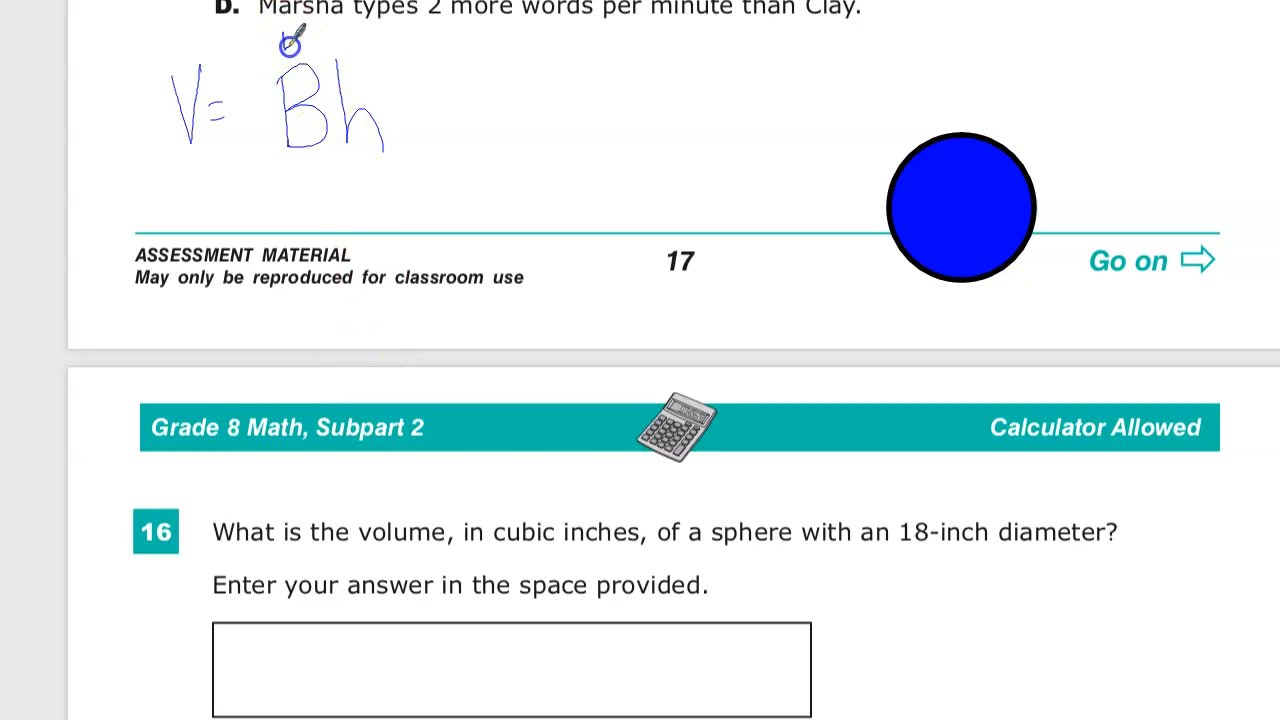 D. Marsha types 2 more words per minute than Clay.
V= Bh
ASSESSMENT MATERIAL
May only be reproduced for classroom use
17
Go on
Grade 8 Math, Subpart 2
Calculator Allowed
16 What is the volume, in cubic inches, of a sphere with an 18-inch diameter?
Enter your answer in the space provided.